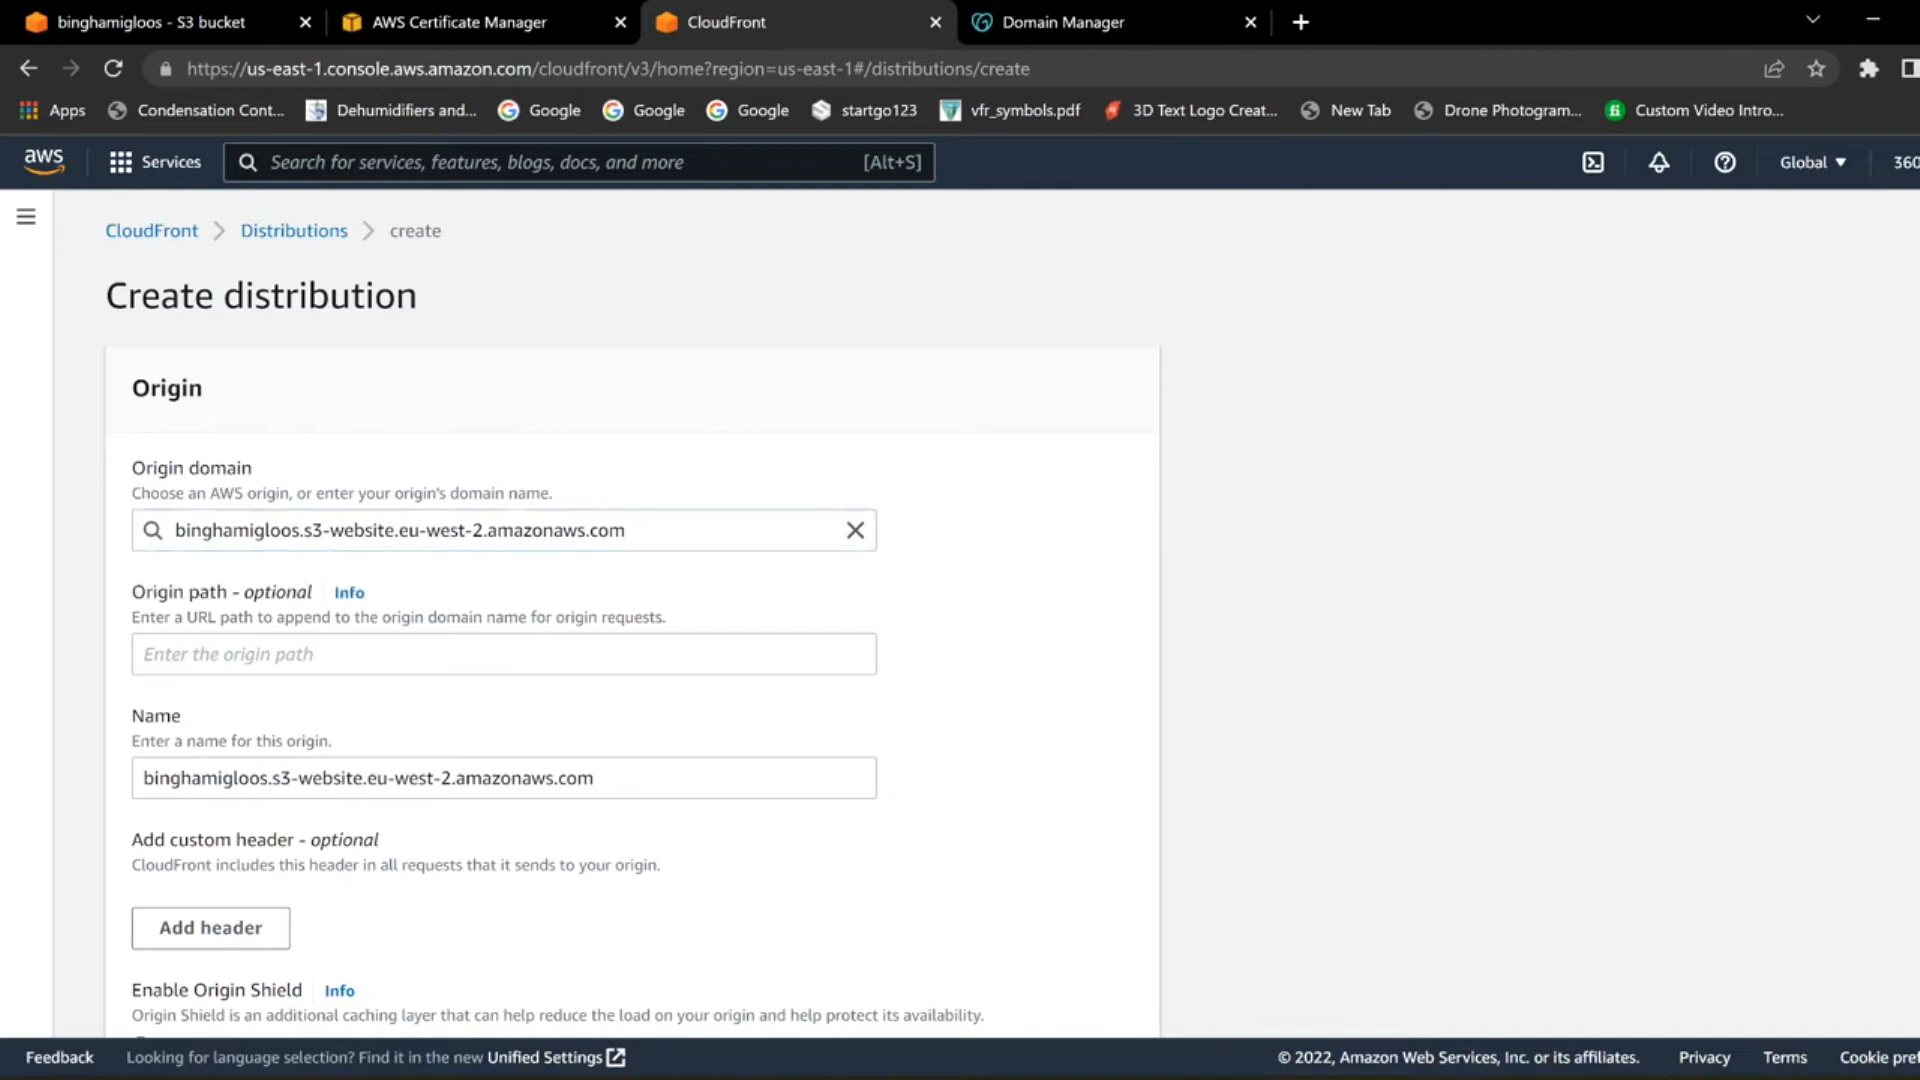 binghamigloos - S3 bucket
AWS Certificate Manager
CloudFront
Domain Manager
https://us-east-1.console.aws.amazon.com/cloudfront/v3/home?region=us-east-1#/distributions/create
Apps
Condensation Cont...
Dehumidifiers and...
Google
Google
Google
startgo123
vfr_symbols.pdf
3D Text Logo Creat...
New Tab
Drone Photogram...
fi
Custom Video Intro...
aws
Services
Search for services, features, blogs, docs, and more
[Alt+S]
Global
360
CloudFront
Distributions
create
Create distribution
Origin
Origin domain
Choose an AWS origin, or enter your origin's domain name.
binghamigloos.s3-website.eu-west-2.amazonaws.com
Origin path - optional
Info
Enter a URL path to append to the origin domain name for origin requests.
Enter the origin path
Name
Enter a name for this origin.
binghamigloos.s3-website.eu-west-2.amazonaws.com
Add custom header - optional
CloudFront includes this header in all requests that it sends to your origin.
Add header
Enable Origin Shield
Info
Origin Shield is an additional caching layer that can help reduce the load on your origin and help protect its availability.
Feedback
Looking for language selection? Find it in the new Unified Settings
© 2022, Amazon Web Services, Inc. or its affiliates.
Privacy
Terms
Cookie pref